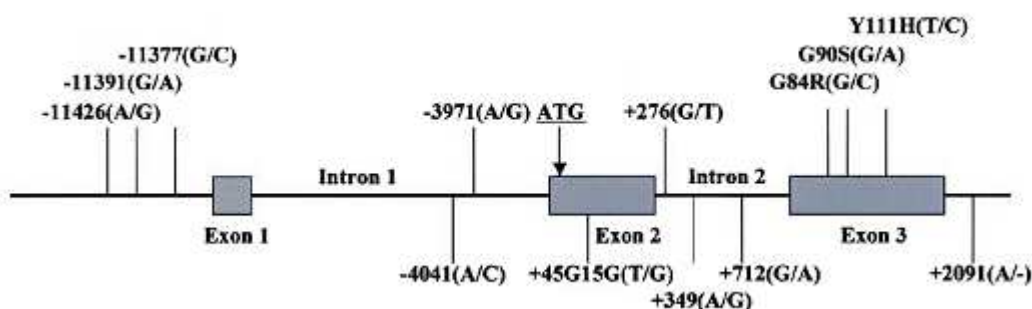 Y111H(T/C)
-11377(G/C) G90S(G/A)
-11391(G/A) G84R(G/C)
-11426(A/G) -3971(A/G) ATG +276(G/T)
Intron 1 Intron 2
Exon 1 Exon 2 Exon 3
-4041(A/C) +45G15G(T/G) +712(G/A) +2091(A/-)
+349(A/G)